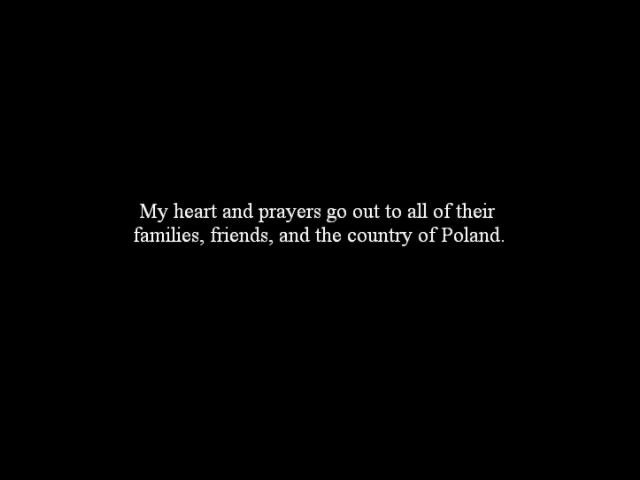 My heart and prayers go out to all of their
families, friends, and the country of Poland.